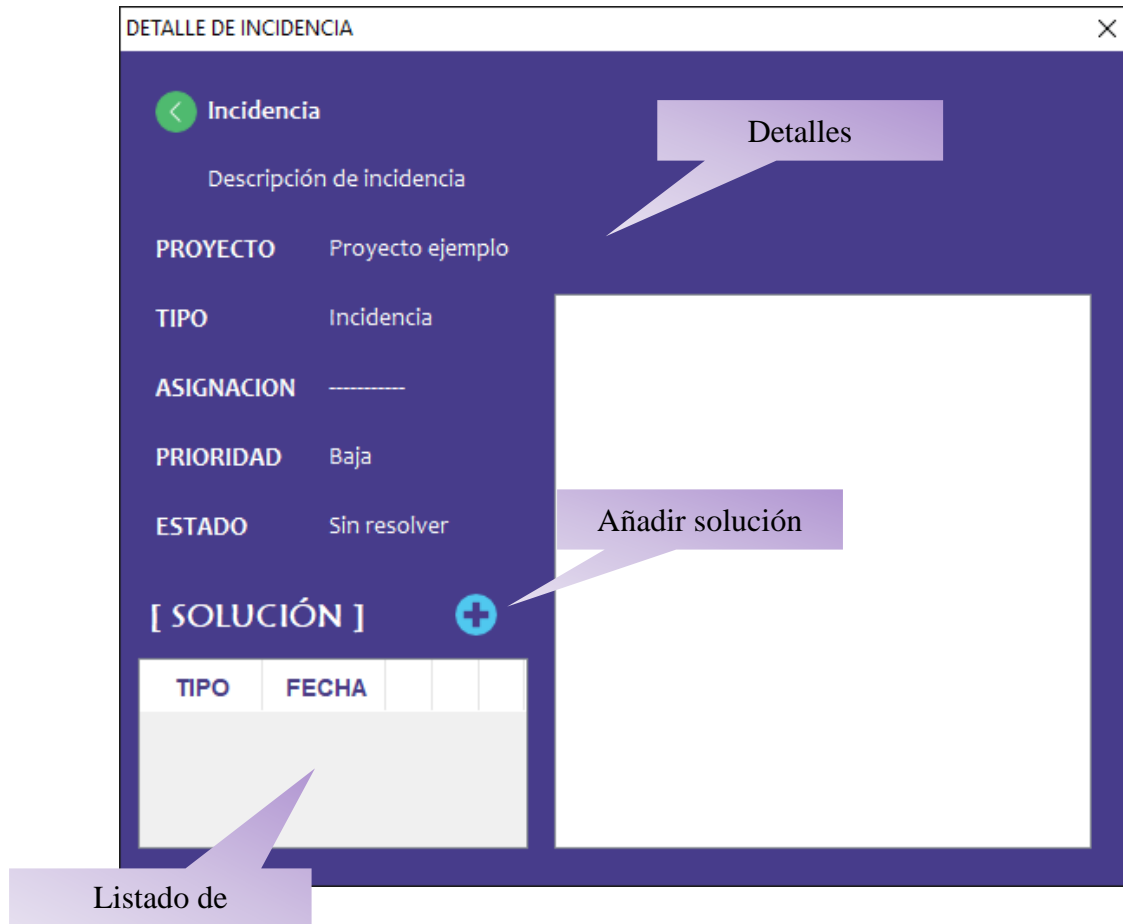 DETALLE DE INCIDENCIA
Incidencia
Detalles
Descripción de incidencia
PROYECTO Proyecto ejemplo
TIPO Incidencia
ASIGNACION -----------
PRIORIDAD Baja
ESTADO Sin resolver
Añadir solución
[ SOLUCIÓN ]
TIPO FECHA
Listado de